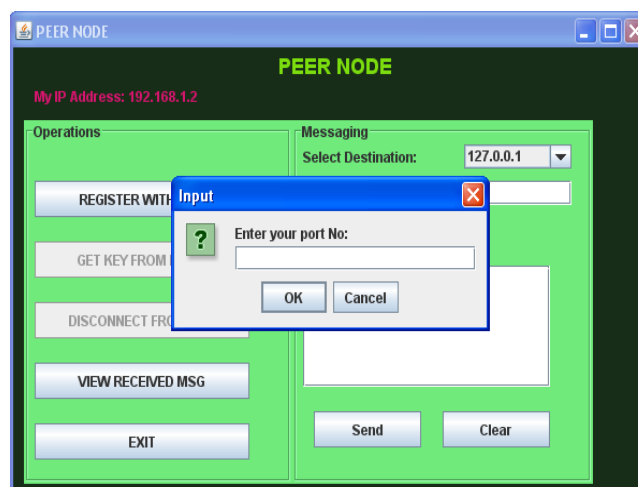 PEER NODE
PEER NODE
My IP Address: 192.168.1.2
Operations
Messaging
Select Destination:
127.0.0.1
REGISTER WITH
Input
?
Enter your port No:
GET KEY FROM
OK
Cancel
DISCONNECT
VIEW RECEIVED MSG
EXIT
Send
Clear